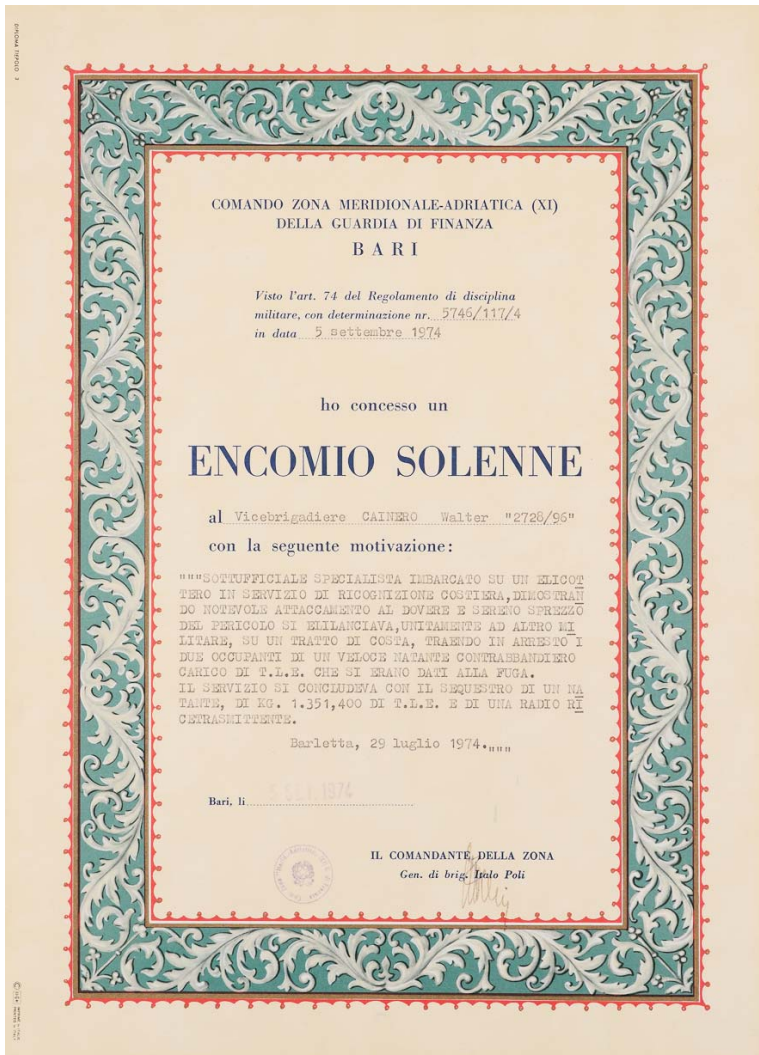 DIPLOMA TIPOLIO 3
COMANDO ZONA MERIDIONALE-ADRIATICA (XI)
DELLA GUARDIA DI FINANZA
BARI
Visto l'art. 74 del Regolamento di disciplina
militare, con determinazione nr. 5746/117/4
in data 5 settembre 1974
ho concesso un
ENCOMIO SOLENNE
al Vicebrigadiere CAINERO Walter "2728/96"
con la seguente motivazione:
"""SOTTUFFICIALE SPECIALISTA IMBARCATO SU UN ELICOT
TERO IN SERVIZIO DI RICOGNIZIONE COSTIERA,DIMOSTRAN
DO NOTEVOLE ATTACCAMENTO AL DOVERE E SERENO SPREZZO
DEL PERICOLO SI ELILANCIAVA,UNITAMENTE AD ALTRO MI
LITARE, SU UN TRATTO DI COSTA, TRAENDO IN ARRESTO I
DUE OCCUPANTI DI UN VELOCE NATANTE CONTRABBANDIERO
CARICO DI T.L.E. CHE SI ERANO DATI ALLA FUGA.
IL SERVIZIO SI CONCLUDEVA CON IL SEQUESTRO DI UN NA
TANTE, DI KG. 1.351,400 DI T.L.E. E DI UNA RADIO RI
CETRASMITTENTE.
Barletta, 29 luglio 1974."""
Bari, li 5 SET. 1974
IL COMANDANTE DELLA ZONA
Gen. di brig. Italo Poli